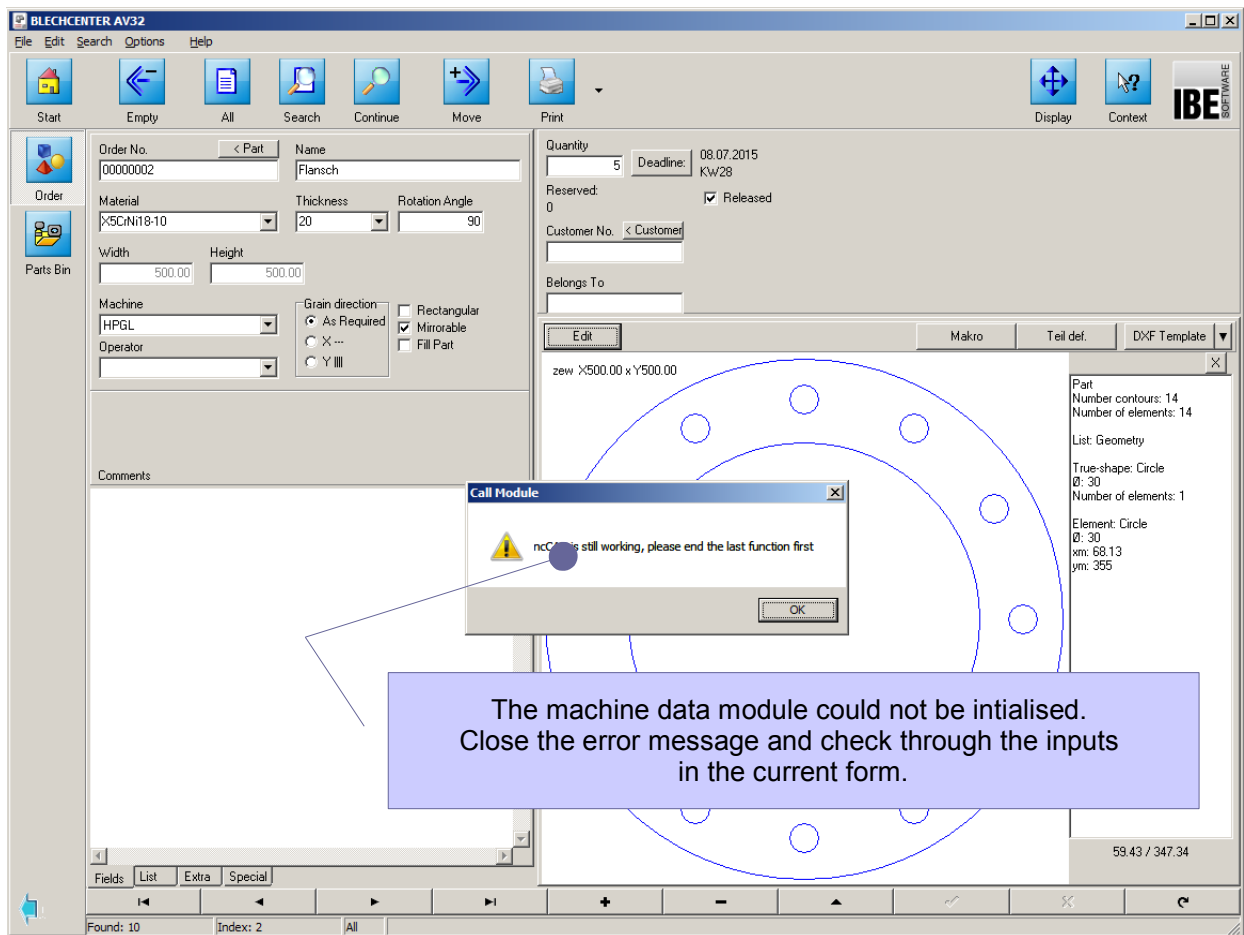 BLECHCENTER AV32
File Edit Search Options Help
Start Empty All Search Continue Move Print Display Context IBE SOFTWARE
Order
Parts Bin
Order No. < Part Name
00000002 Flansch
Material Thickness Rotation Angle
X5CrNi18-10 20 90
Width Height
500.00 500.00
Machine
HPGL
Operator
Grain direction
As Required
X ---
Y IIII
Rectangular
Mirrorable
Fill Part
Comments
Quantity
5 Deadline: 08.07.2015
KW28
Reserved:
0
Released
Customer No. < Customer
Belongs To
Edit Makro Teil def. DXF Template
zew X500.00 x Y500.00
X
Part
Number contours: 14
Number of elements: 14
List: Geometry
True-shape: Circle
Ø: 30
Number of elements: 1
Element: Circle
Ø: 30
xm: 68.13
ym: 355
Call Module
is still working, please end the last function first
OK
The machine data module could not be intialised.
Close the error message and check through the inputs
in the current form.
59.43 / 347.34
Fields List Extra Special
Found: 10 Index: 2 All